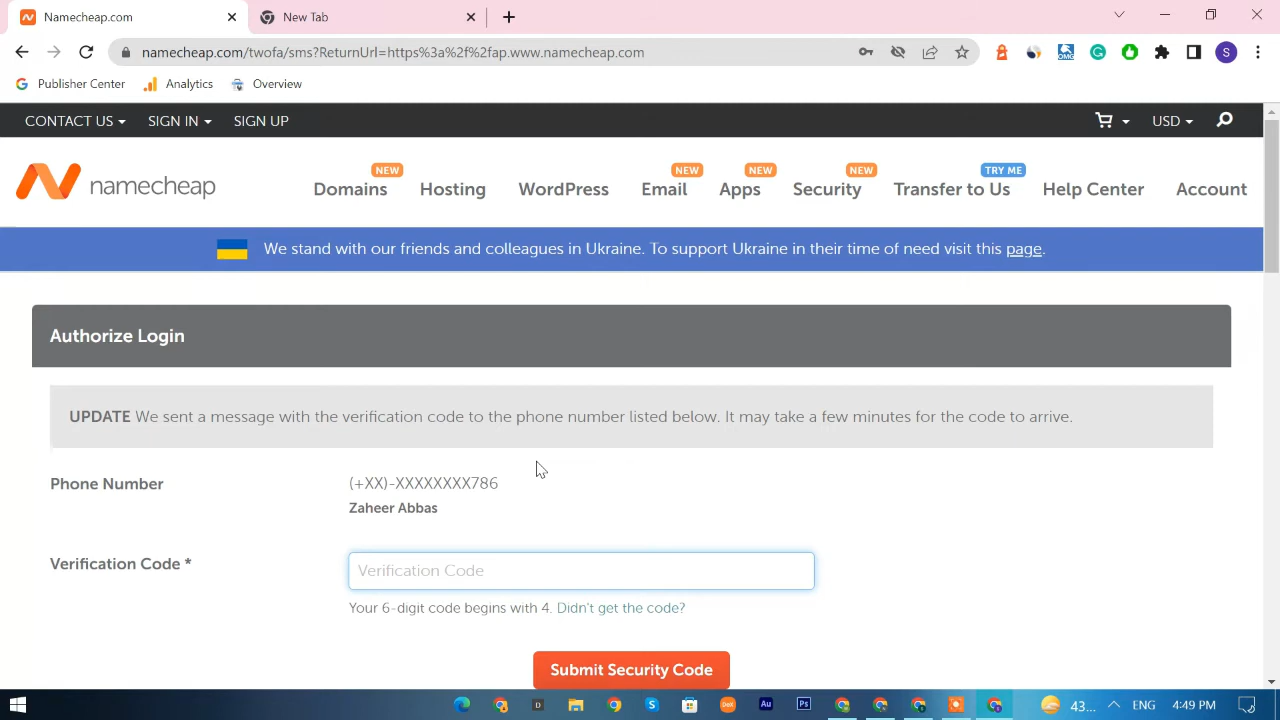 Namecheap.com
New Tab
namecheap.com/twofa/sms?ReturnUrl=https%3a%2f%2fap.www.namecheap.com
S
OMG
Publisher Center
Analytics
Overview
CONTACT US
SIGN IN
SIGN UP
USD
NEW
NEW
NEW
NEW
TRY ME
namecheap
Domains
Hosting
WordPress
Email
Apps
Security
Transfer to Us
Help Center
Account
We stand with our friends and colleagues in Ukraine. To support Ukraine in their time of need visit this page.
Authorize Login
UPDATE We sent a message with the verification code to the phone number listed below. It may take a few minutes for the code to arrive.
Phone Number
(+XX)-XXXXXXXX786
Zaheer Abbas
Verification Code *
Verification Code
Your 6-digit code begins with 4. Didn't get the code?
Submit Security Code
D
Dex
Au
Ps
43...
ENG
4:49 PM